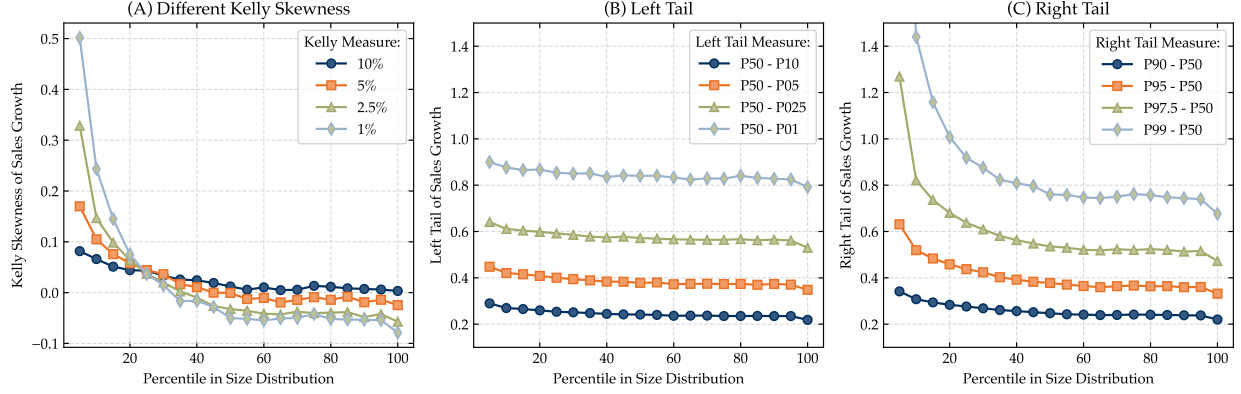 (A) Different Kelly Skewness
Kelly Skewness of Sales Growth
0.5
0.4
0.3
0.2
0.1
0.0
−0.1
Kelly Measure:
10%
5%
2.5%
1%
20
40
60
80
100
Percentile in Size Distribution
(B) Left Tail
Left Tail of Sales Growth
1.4
1.2
1.0
0.8
0.6
0.4
0.2
Left Tail Measure:
P50 - P10
P50 - P05
P50 - P025
P50 - P01
20
40
60
80
100
Percentile in Size Distribution
(C) Right Tail
Right Tail of Sales Growth
1.4
1.2
1.0
0.8
0.6
0.4
0.2
Right Tail Measure:
P90 - P50
P95 - P50
P97.5 - P50
P99 - P50
20
40
60
80
100
Percentile in Size Distribution